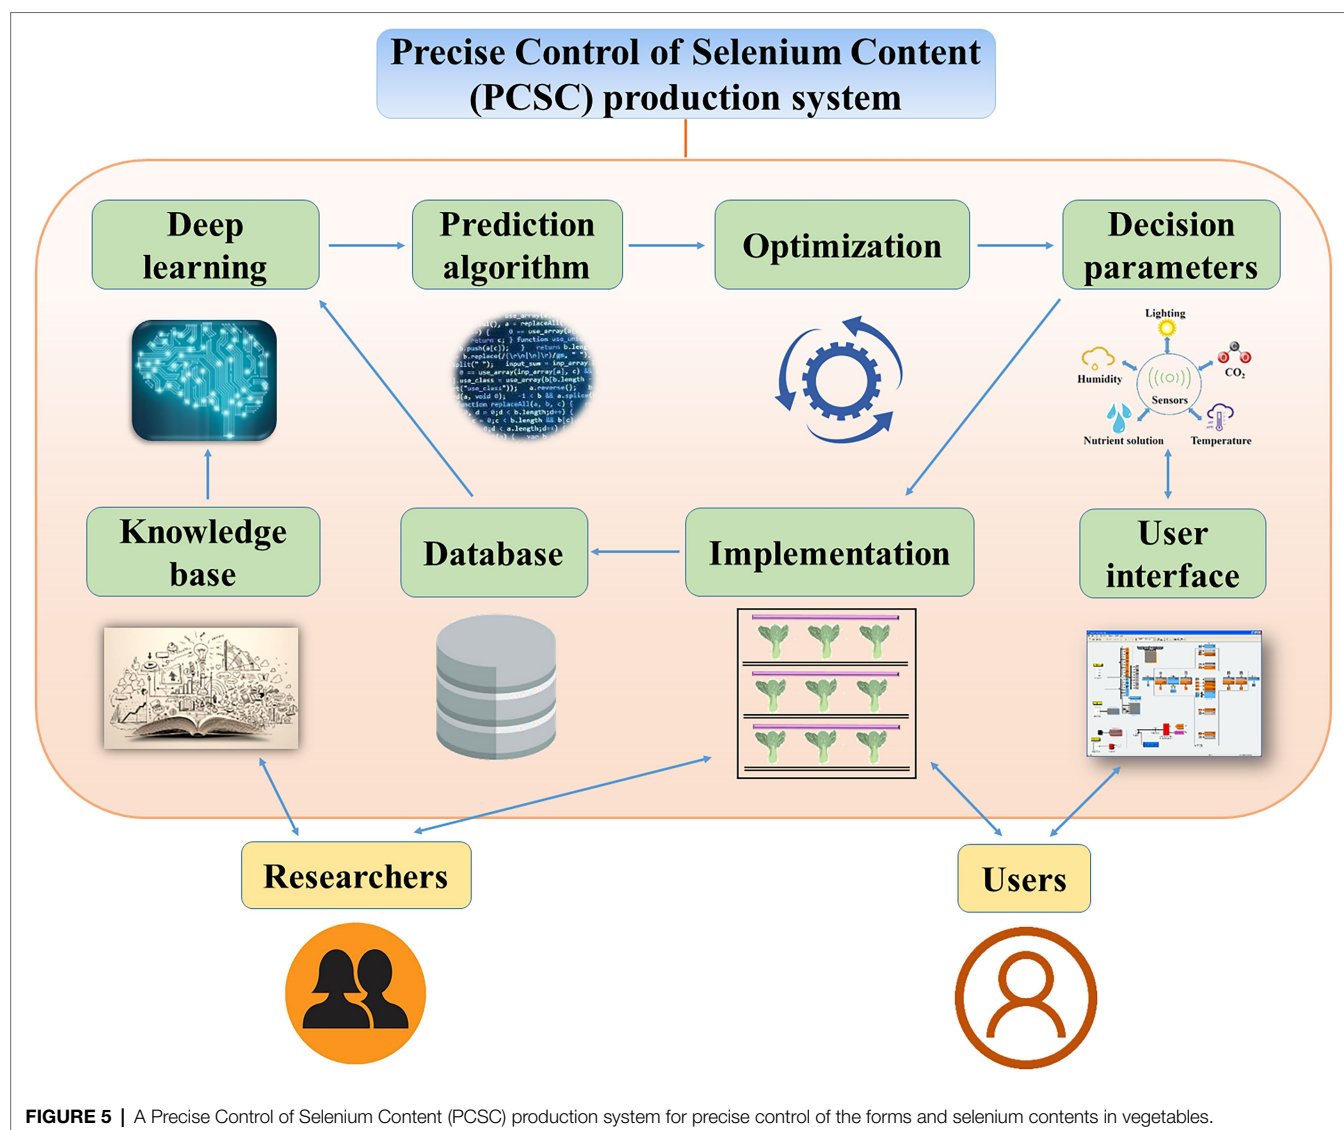 Precise Control of Selenium Content
(PCSC) production system
Deep
learning
Prediction
algorithm
Optimization
Decision
parameters
Lighting
Humidity
CO₂
Sensors
Nutrient solution
Temperature
Knowledge
base
Database
Implementation
User
interface
Researchers
Users
FIGURE 5 | A Precise Control of Selenium Content (PCSC) production system for precise control of the forms and selenium contents in vegetables.